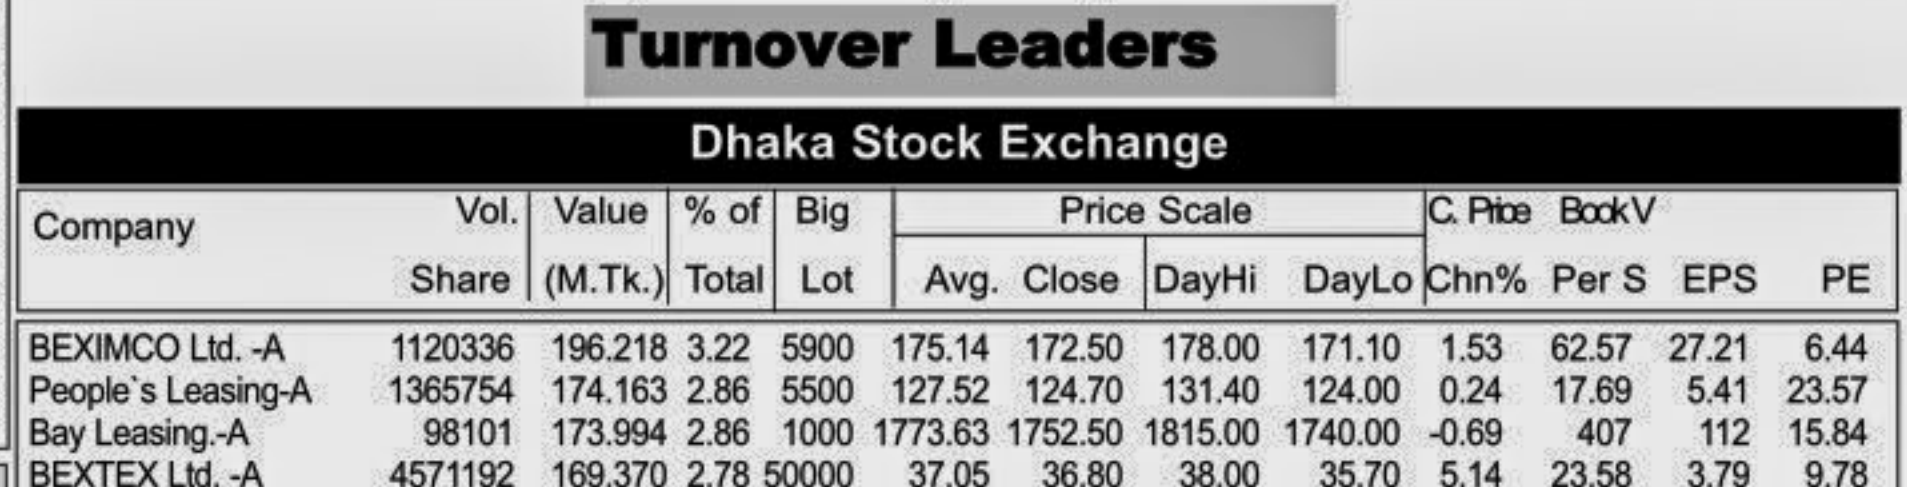 Turnover Leaders
Dhaka Stock Exchange
Company Vol. Share Value (M.Tk.) % of Total Big Lot Price Scale Avg. Close DayHi DayLo C. Price Chn% BookV Per S EPS PE
BEXIMCO Ltd. -A 1120336 196.218 3.22 5900 175.14 172.50 178.00 171.10 1.53 62.57 27.21 6.44
People`s Leasing-A 1365754 174.163 2.86 5500 127.52 124.70 131.40 124.00 0.24 17.69 5.41 23.57
Bay Leasing.-A 98101 173.994 2.86 1000 1773.63 1752.50 1815.00 1740.00 -0.69 407 112 15.84
BEXTEX Ltd. -A 4571192 169.370 2.78 50000 37.05 36.80 38.00 35.70 5.14 23.58 3.79 9.78